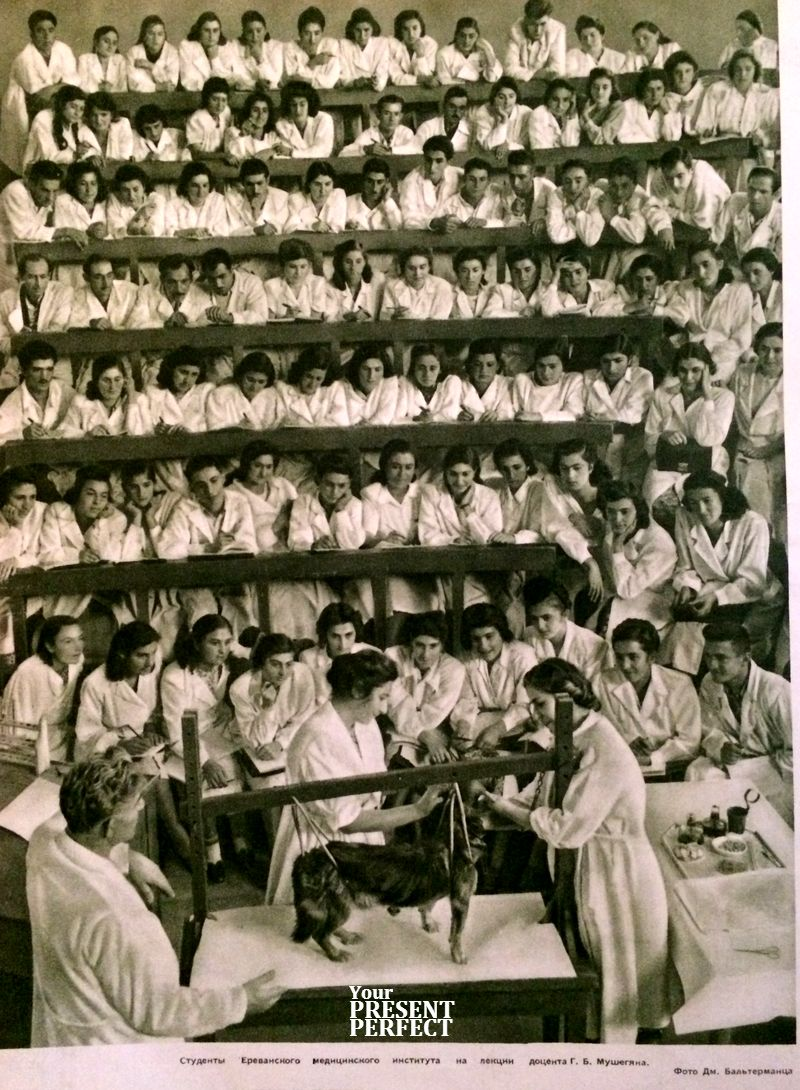 Your
PRESENT
PERFECT
Студенты Ереванского медицинского института на лекции доцента Г. Б. Мушегяна.
Фото Дм. Бальтерманца